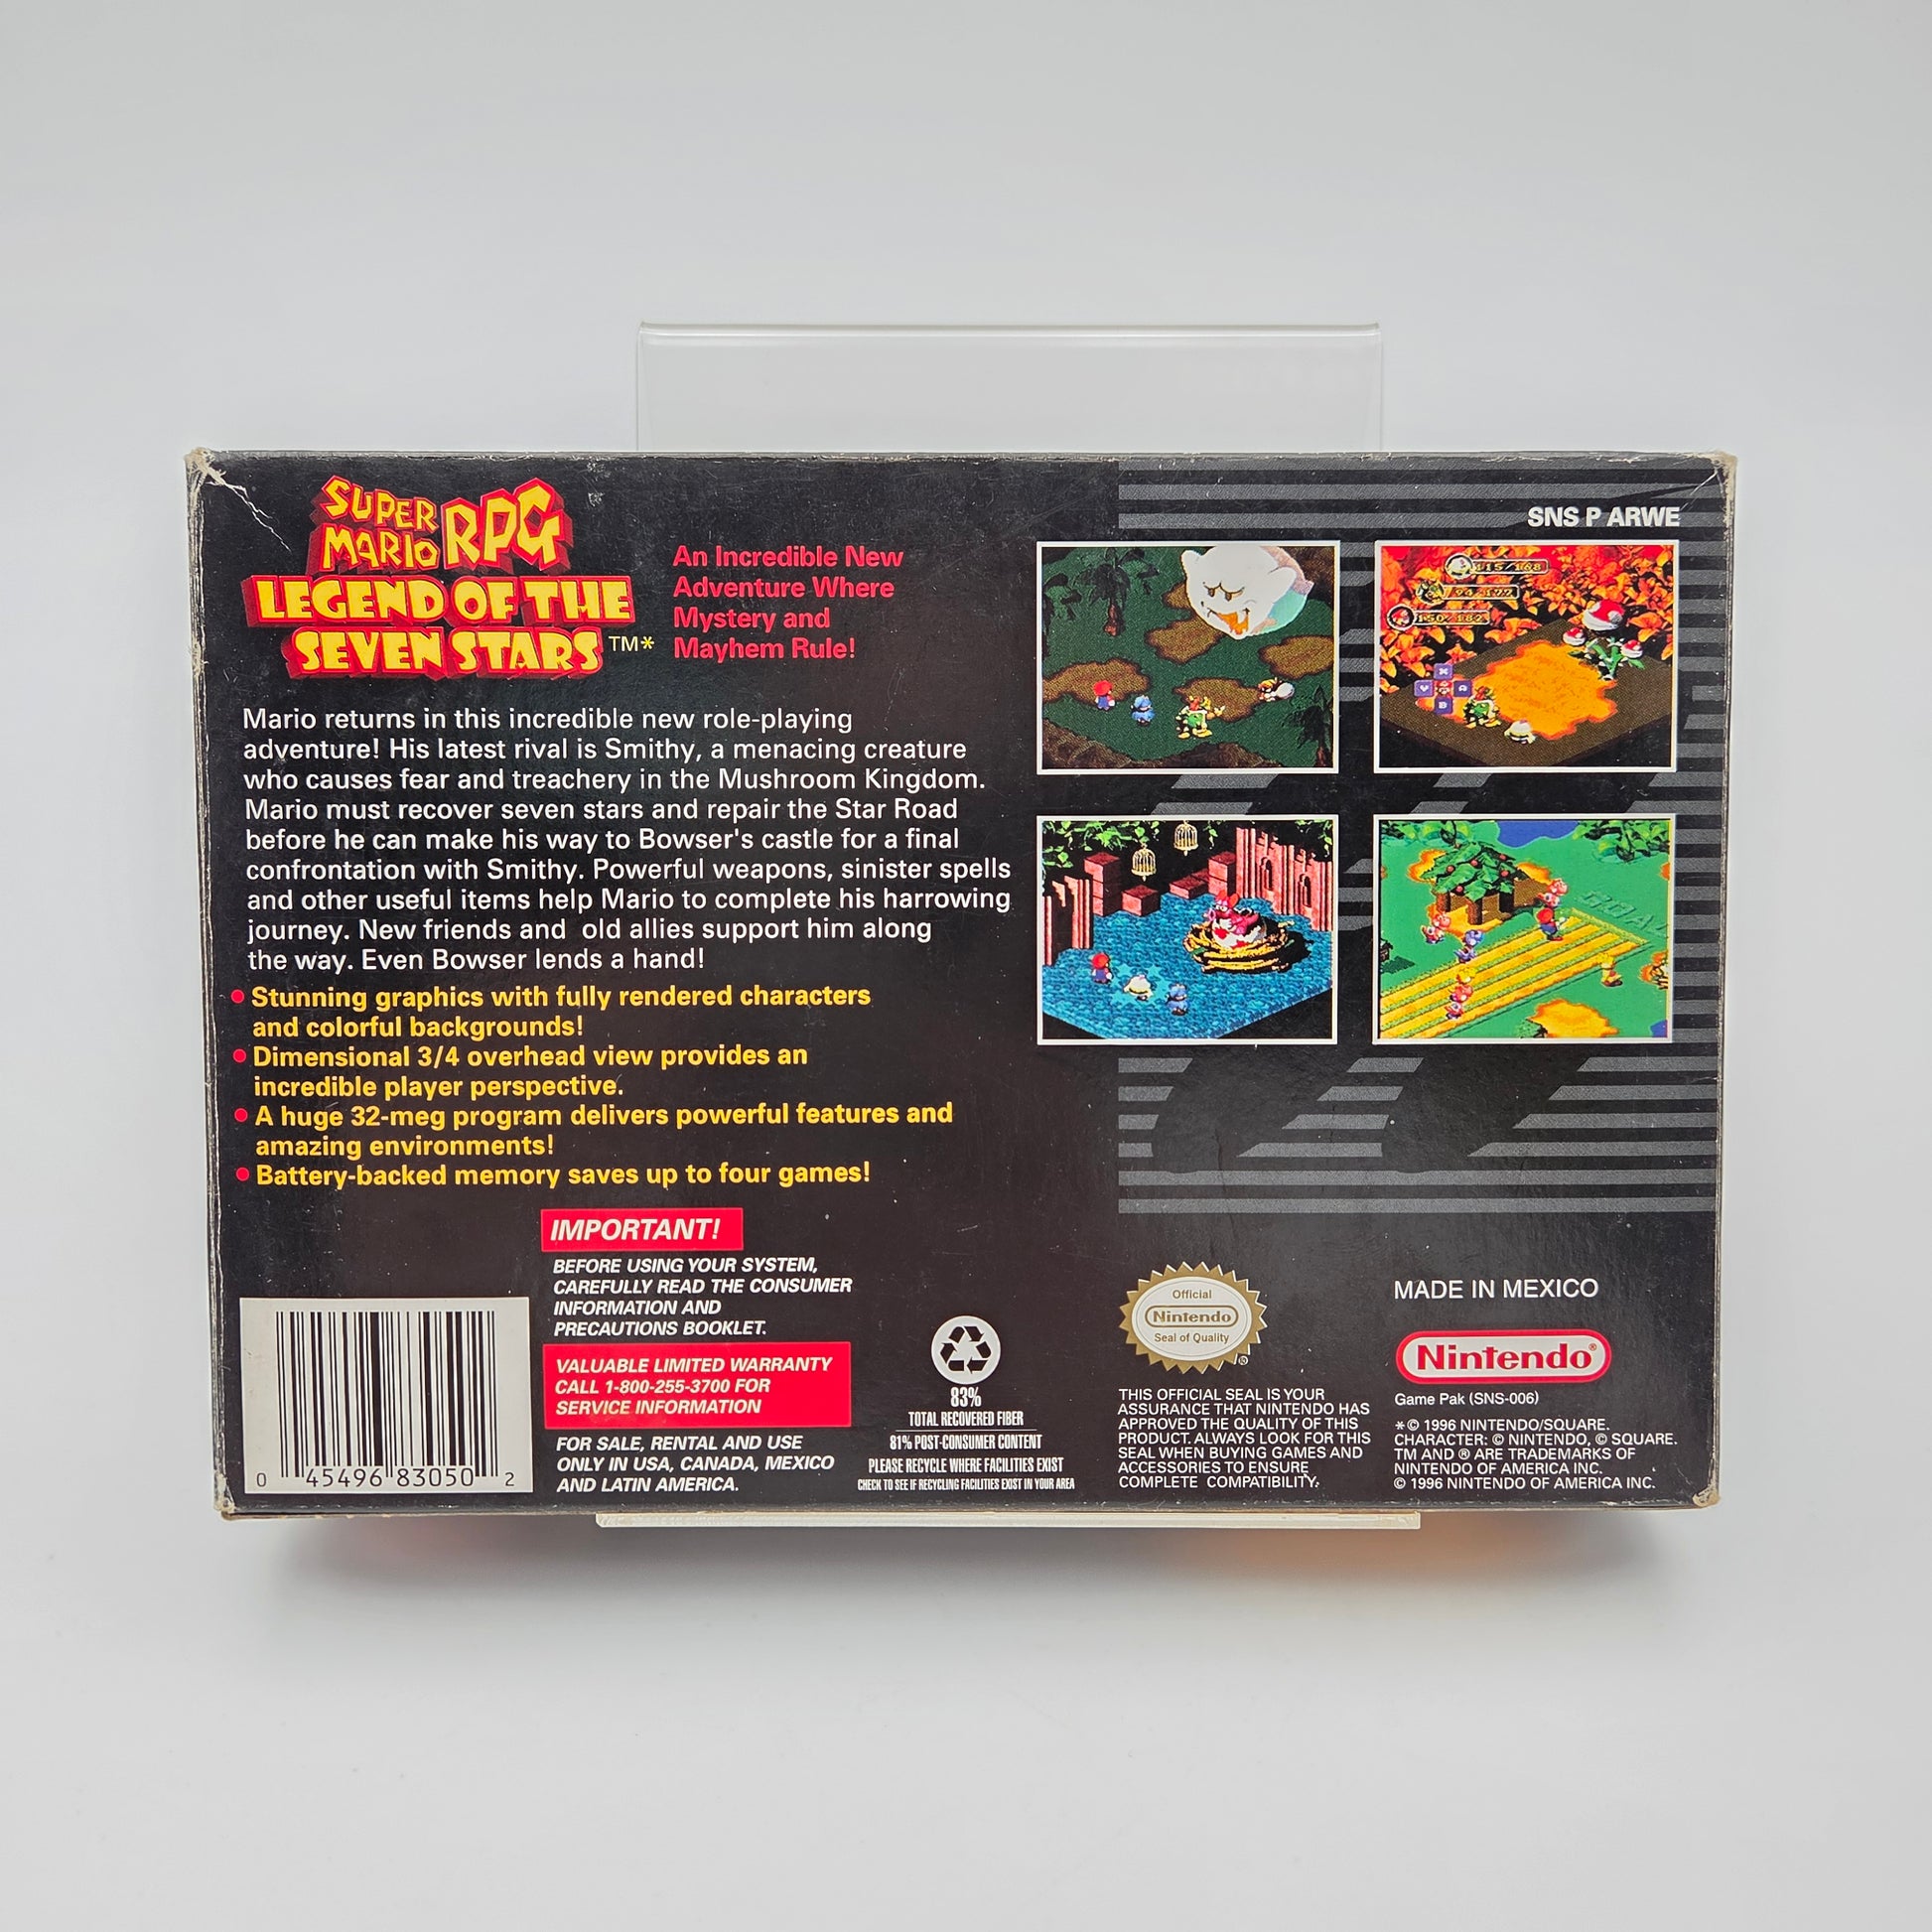 SUPER
MARIO RPG
LEGEND OF THE
SEVEN STARS TM*
An Incredible New
Adventure Where
Mystery and
Mayhem Rule!
SNS P ARWE
Mario returns in this incredible new role-playing
adventure! His latest rival is Smithy, a menacing creature
who causes fear and treachery in the Mushroom Kingdom.
Mario must recover seven stars and repair the Star Road
before he can make his way to Bowser's castle for a final
confrontation with Smithy. Powerful weapons, sinister spells
and other useful items help Mario to complete his harrowing
journey. New friends and old allies support him along
the way. Even Bowser lends a hand!
• Stunning graphics with fully rendered characters
and colorful backgrounds!
• Dimensional 3/4 overhead view provides an
incredible player perspective.
• A huge 32-meg program delivers powerful features and
amazing environments!
• Battery-backed memory saves up to four games!
IMPORTANT!
BEFORE USING YOUR SYSTEM,
CAREFULLY READ THE CONSUMER
INFORMATION AND
PRECAUTIONS BOOKLET.
VALUABLE LIMITED WARRANTY
CALL 1-800-255-3700 FOR
SERVICE INFORMATION
FOR SALE, RENTAL AND USE
ONLY IN USA, CANADA, MEXICO
AND LATIN AMERICA.
0 45496 83050 2
83%
TOTAL RECOVERED FIBER
81% POST-CONSUMER CONTENT
PLEASE RECYCLE WHERE FACILITIES EXIST
CHECK TO SEE IF RECYCLING FACILITIES EXIST IN YOUR AREA
Official
Nintendo
Seal of Quality
®
THIS OFFICIAL SEAL IS YOUR
ASSURANCE THAT NINTENDO HAS
APPROVED THE QUALITY OF THIS
PRODUCT. ALWAYS LOOK FOR THIS
SEAL WHEN BUYING GAMES AND
ACCESSORIES TO ENSURE
COMPLETE COMPATIBILITY.
MADE IN MEXICO
Nintendo®
Game Pak (SNS-006)
*© 1996 NINTENDO/SQUARE.
CHARACTER: © NINTENDO, © SQUARE.
TM AND ® ARE TRADEMARKS OF
NINTENDO OF AMERICA INC.
© 1996 NINTENDO OF AMERICA INC.